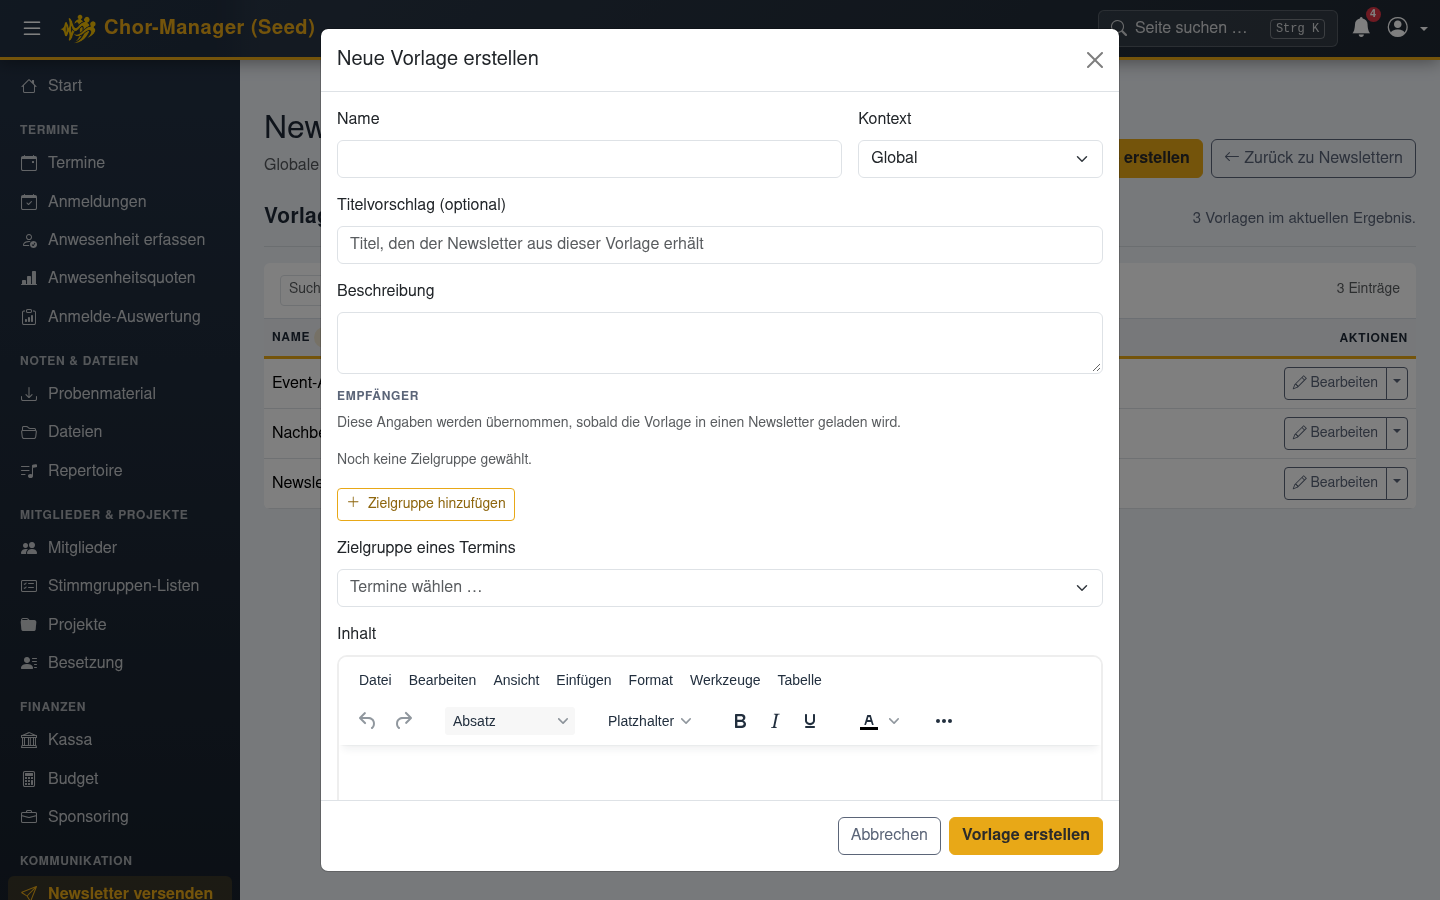 Chor-Manager (Seed)
Seite suchen ...
Strg K
4
Start
TERMINE
Termine
Anmeldungen
Anwesenheit erfassen
Anwesenheitsquoten
Anmelde-Auswertung
NOTEN & DATEIEN
Probenmaterial
Dateien
Repertoire
MITGLIEDER & PROJEKTE
Mitglieder
Stimmgruppen-Listen
Projekte
Besetzung
FINANZEN
Kassa
Budget
Sponsoring
KOMMUNIKATION
Newsletter versenden
New
Globale
erstellen
Zurück zu Newslettern
Vorla
3 Vorlagen im aktuellen Ergebnis.
Such
3 Einträge
NAME
AKTIONEN
Event-A
Bearbeiten
Nachbe
Bearbeiten
Newsle
Bearbeiten
Neue Vorlage erstellen
Name
Kontext
Global
Titelvorschlag (optional)
Titel, den der Newsletter aus dieser Vorlage erhält
Beschreibung
EMPFÄNGER
Diese Angaben werden übernommen, sobald die Vorlage in einen Newsletter geladen wird.
Noch keine Zielgruppe gewählt.
Zielgruppe hinzufügen
Zielgruppe eines Termins
Termine wählen ...
Inhalt
Datei Bearbeiten Ansicht Einfügen Format Werkzeuge Tabelle
Absatz Platzhalter B I U A
Abbrechen
Vorlage erstellen